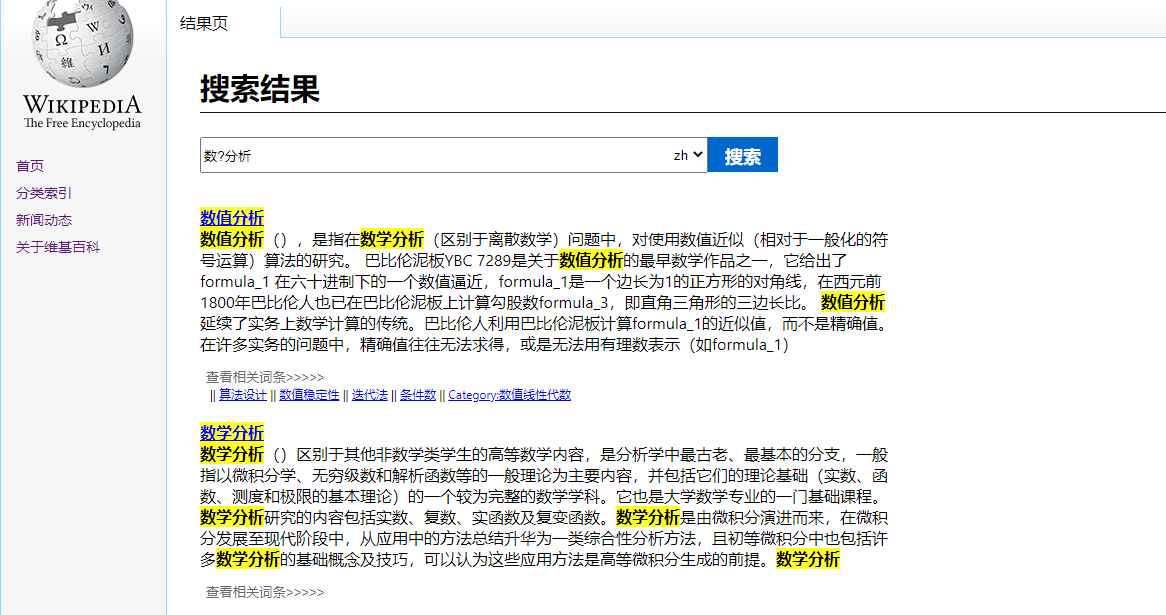 结果页
Ω
W
И
維
7
WIKIPEDIA
The Free Encyclopedia
首页
分类索引
新闻动态
关于维基百科
搜索结果
数?分析
zh
搜索
数值分析
数值分析（），是指在数学分析（区别于离散数学）问题中，对使用数值近似（相对于一般化的符
号运算）算法的研究。 巴比伦泥板YBC 7289是关于数值分析的最早数学作品之一，它给出了
formula_1 在六十进制下的一个数值逼近，formula_1是一个边长为1的正方形的对角线，在西元前
1800年巴比伦人也已在巴比伦泥板上计算勾股数formula_3，即直角三角形的三边长比。 数值分析
延续了实务上数学计算的传统。巴比伦人利用巴比伦泥板计算formula_1的近似值，而不是精确值。
在许多实务的问题中，精确值往往无法求得，或是无法用有理数表示（如formula_1）
查看相关词条>>>>>
|| 算法设计 || 数值稳定性 || 迭代法 || 条件数 || Category:数值线性代数
数学分析
数学分析（）区别于其他非数学类学生的高等数学内容，是分析学中最古老、最基本的分支，一般
指以微积分学、无穷级数和解析函数等的一般理论为主要内容，并包括它们的理论基础（实数、函
数、测度和极限的基本理论）的一个较为完整的数学学科。它也是大学数学专业的一门基础课程。
数学分析研究的内容包括实数、复数、实函数及复变函数。数学分析是由微积分演进而来，在微积
分发展至现代阶段中，从应用中的方法总结升华为一类综合性分析方法，且初等微积分中也包括许
多数学分析的基础概念及技巧，可以认为这些应用方法是高等微积分生成的前提。数学分析
查看相关词条>>>>>